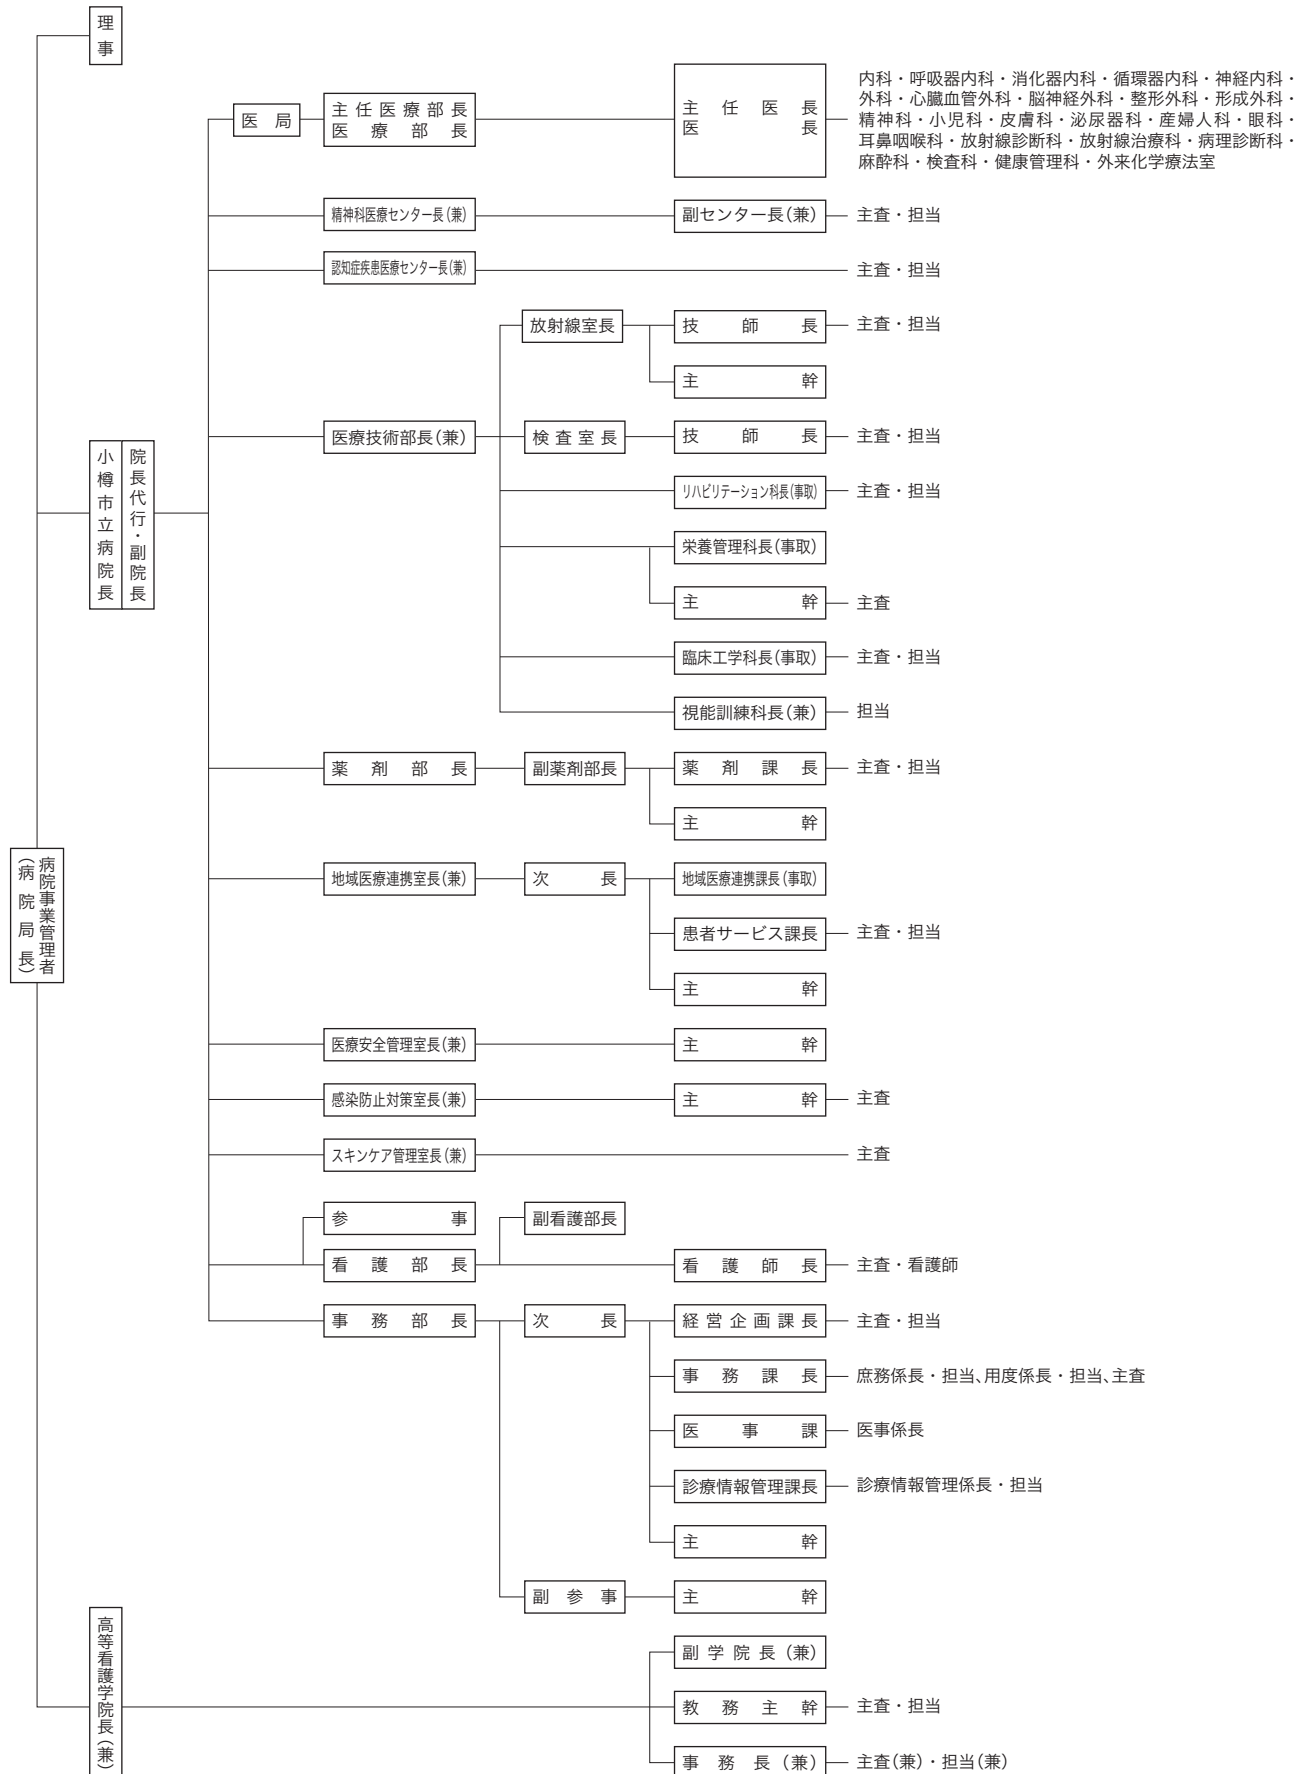 理事
医局
主任医療部長
医療部長
主任医長
医長
内科・呼吸器内科・消化器内科・循環器内科・神経内科・
外科・心臓血管外科・脳神経外科・整形外科・形成外科・
精神科・小児科・皮膚科・泌尿器科・産婦人科・眼科・
耳鼻咽喉科・放射線診断科・放射線治療科・病理診断科・
麻酔科・検査科・健康管理科・外来化学療法室
精神科医療センター長(兼)
副センター長(兼)
主査・担当
認知症疾患医療センター長(兼)
主査・担当
放射線室長
技師長
主査・担当
主幹
医療技術部長(兼)
検査室長
技師長
主査・担当
リハビリテーション科長(事取)
主査・担当
小樽市立病院長
院長代行・副院長
栄養管理科長(事取)
主幹
主査
臨床工学科長(事取)
主査・担当
視能訓練科長(兼)
担当
薬剤部長
副薬剤部長
薬剤課長
主査・担当
主幹
病院事業管理者
(病院局長)
地域医療連携室長(兼)
次長
地域医療連携課長(事取)
患者サービス課長
主査・担当
主幹
医療安全管理室長(兼)
主幹
感染防止対策室長(兼)
主幹
主査
スキンケア管理室長(兼)
主査
参事
副看護部長
看護部長
看護師長
主査・看護師
事務部長
次長
経営企画課長
主査・担当
事務課長
庶務係長・担当、用度係長・担当、主査
医事課
医事係長
診療情報管理課長
診療情報管理係長・担当
主幹
副参事
主幹
高等看護学院長(兼)
副学院長(兼)
教務主幹
主査・担当
事務長(兼)
主査(兼)・担当(兼)